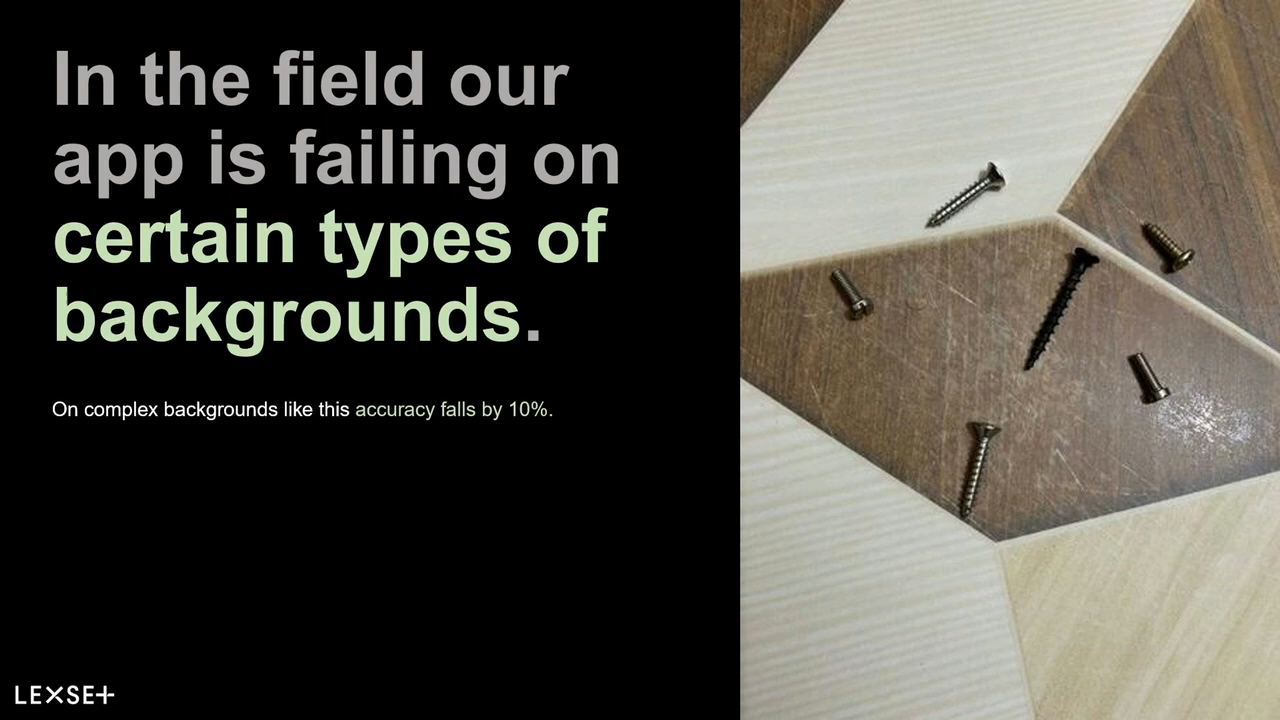 In the field our
app is failing on
certain types of
backgrounds.
On complex backgrounds like this accuracy falls by 10%.
LEXSET